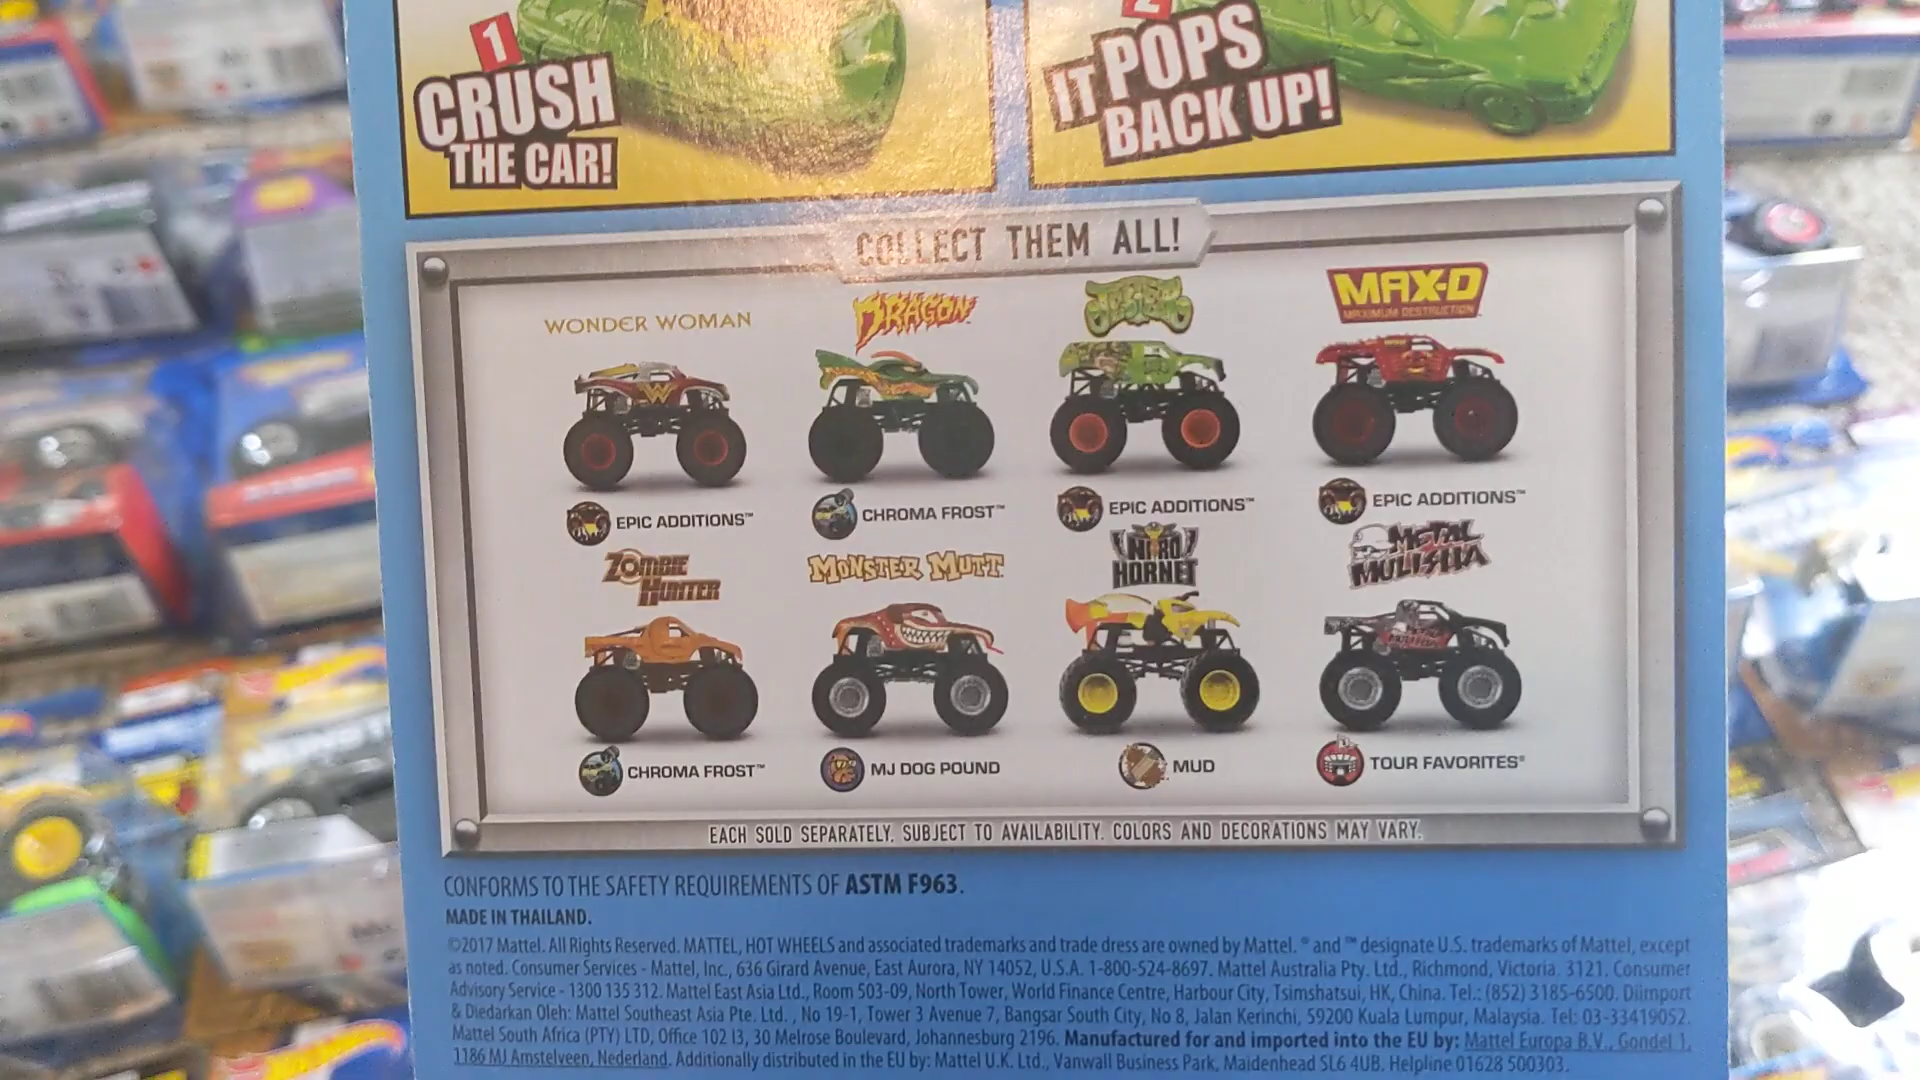 1
CRUSH
THE CAR!
2
IT POPS
BACK UP!
COLLECT THEM ALL!
WONDER WOMAN
DRAGON
JESTER
MAX-D
MAXIMUM DESTRUCTION
EPIC ADDITIONS™
CHROMA FROST™
EPIC ADDITIONS™
EPIC ADDITIONS™
ZOMBIE
HUNTER
MONSTER MUTT
NITRO
HORNET
METAL
MULISHA
CHROMA FROST™
MJ DOG POUND
MUD
TOUR FAVORITES®
EACH SOLD SEPARATELY. SUBJECT TO AVAILABILITY. COLORS AND DECORATIONS MAY VARY.
CONFORMS TO THE SAFETY REQUIREMENTS OF ASTM F963.
MADE IN THAILAND.
©2017 Mattel. All Rights Reserved. MATTEL, HOT WHEELS and associated trademarks and trade dress are owned by Mattel. ® and ™ designate U.S. trademarks of Mattel, except
as noted. Consumer Services - Mattel, Inc., 636 Girard Avenue, East Aurora, NY 14052, U.S.A. 1-800-524-8697. Mattel Australia Pty. Ltd., Richmond, Victoria. 3121. Consumer
Advisory Service - 1300 135 312. Mattel East Asia Ltd., Room 503-09, North Tower, World Finance Centre, Harbour City, Tsimshatsui, HK, China. Tel.: (852) 3185-6500. Diimport
& Diedarkan Oleh: Mattel Southeast Asia Pte. Ltd. , No 19-1, Tower 3 Avenue 7, Bangsar South City, No 8, Jalan Kerinchi, 59200 Kuala Lumpur, Malaysia. Tel: 03-33419052.
Mattel South Africa (PTY) LTD, Office 102 I3, 30 Melrose Boulevard, Johannesburg 2196. Manufactured for and imported into the EU by: Mattel Europa B.V., Gondel 1,
1186 MJ Amstelveen, Nederland. Additionally distributed in the EU by: Mattel U.K. Ltd., Vanwall Business Park, Maidenhead SL6 4UB. Helpline 01628 500303.